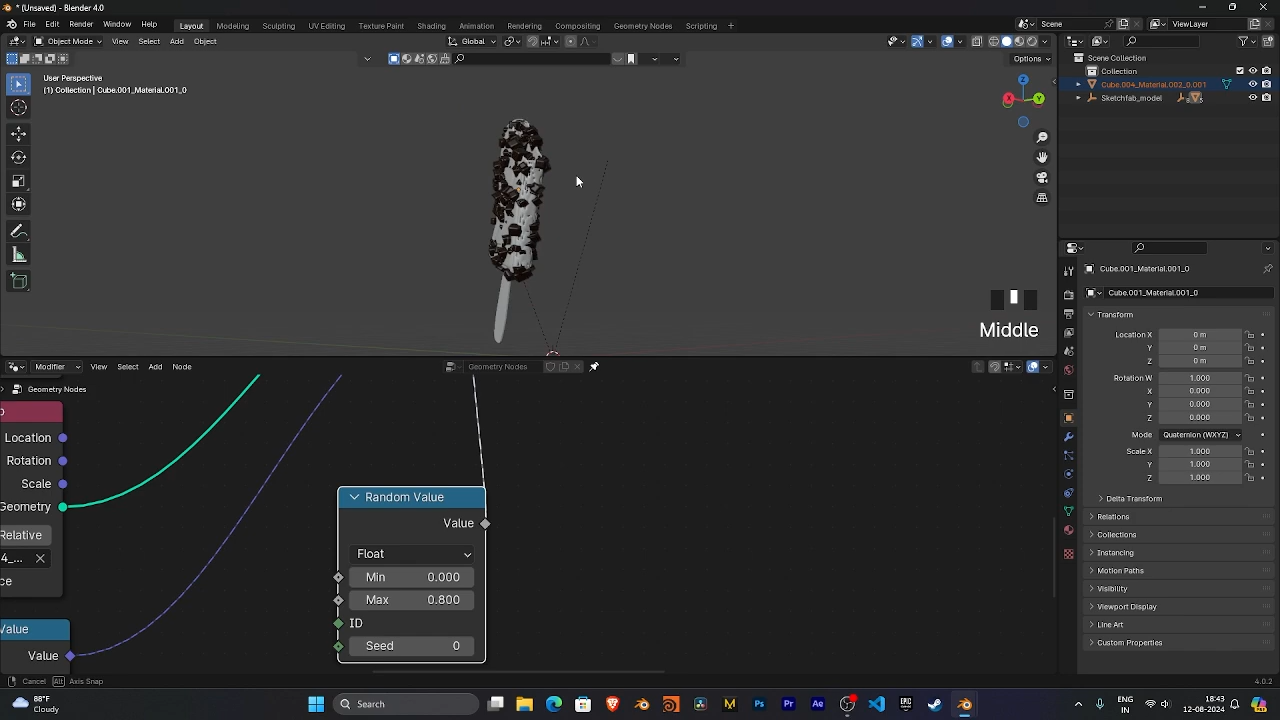 * (Unsaved) - Blender 4.0
File Edit Render Window Help Layout Modeling Sculpting UV Editing Texture Paint Shading Animation Rendering Compositing Geometry Nodes Scripting + Scene ViewLayer
Object Mode View Select Add Object Global
Options
User Perspective
(1) Collection | Cube.001_Material.001_0
X Y Z
Middle
Scene Collection
Collection
Cube.004_Material.002_0.001
Sketchfab_model
Cube.001_Material.001_0
Cube.001_Material.001_0
Transform
Location X 0 m
Y 0 m
Z 0 m
Rotation W 1.000
X 0.000
Y 0.000
Z 0.000
Mode Quaternion (WXYZ)
Scale X 1.000
Y 1.000
Z 1.000
Delta Transform
Relations
Collections
Instancing
Motion Paths
Visibility
Viewport Display
Line Art
Custom Properties
Modifier View Select Add Node Geometry Nodes
Geometry Nodes
Location
Rotation
Scale
Geometry
Relative
4_...
Value
Random Value
Value
Float
Min 0.000
Max 0.800
ID
Seed 0
Cancel Alt Axis Snap 4.0.2
88°F
Cloudy
Search
ENG
IN
18:43
12-08-2024